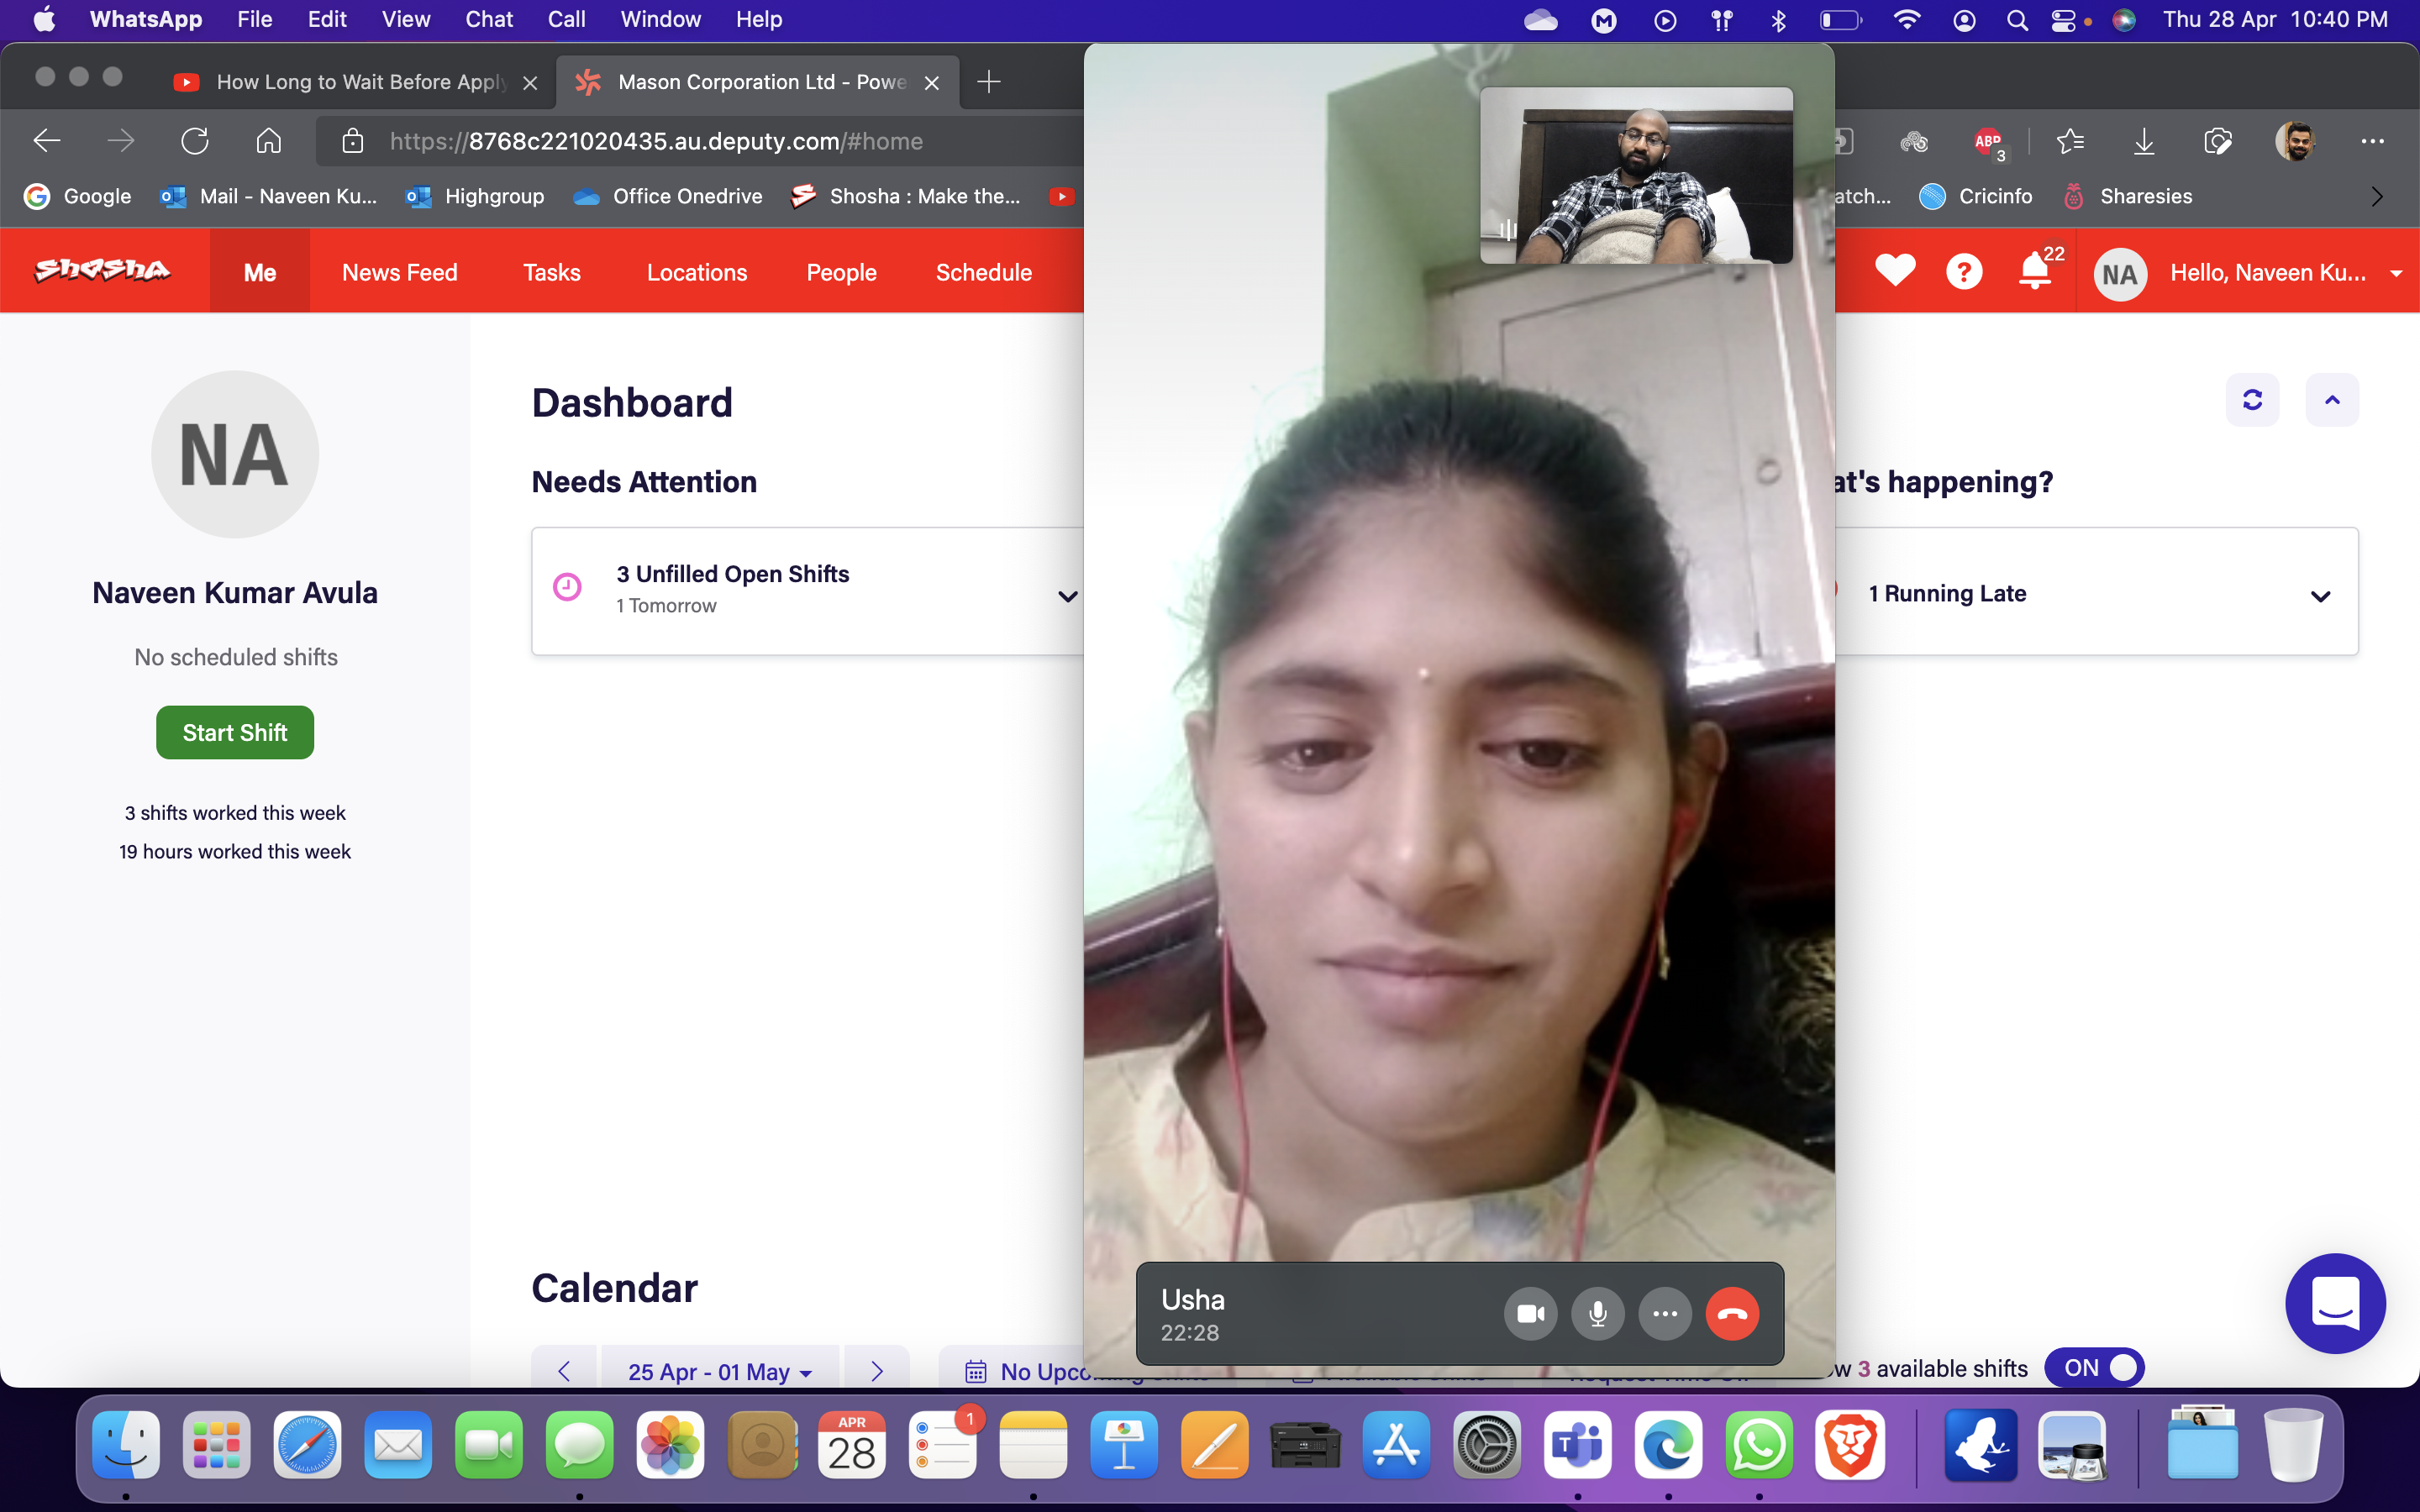 WhatsApp File Edit View Chat Call Window Help Thu 28 Apr 10:40 PM
How Long to Wait Before Apply Mason Corporation Ltd - Powe
https://8768c221020435.au.deputy.com/#home ABP 3
Google Mail - Naveen Ku... Highgroup Office Onedrive Shosha : Make the... atch... Cricinfo Sharesies
SHOSHA Me News Feed Tasks Locations People Schedule ? 22 NA Hello, Naveen Ku...
NA
Dashboard
Needs Attention at's happening?
3 Unfilled Open Shifts
1 Tomorrow
1 Running Late
Naveen Kumar Avula
No scheduled shifts
Start Shift
3 shifts worked this week
19 hours worked this week
Calendar
Usha
22:28
25 Apr - 01 May No Upco w 3 available shifts ON
APR
28
1
T